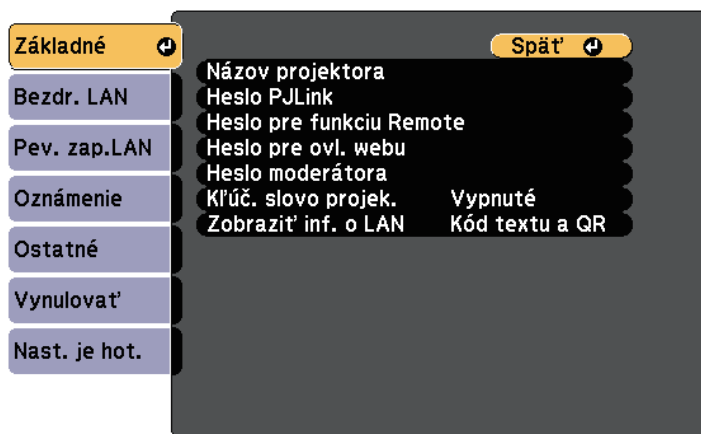 Základné
Bezdr. LAN
Pev. zap.LAN
Oznámenie
Ostatné
Vynulovať
Nast. je hot.
Späť
Názov projektora
Heslo PJLink
Heslo pre funkciu Remote
Heslo pre ovl. webu
Heslo moderátora
Kľúč. slovo projek. Vypnuté
Zobraziť inf. o LAN Kód textu a QR